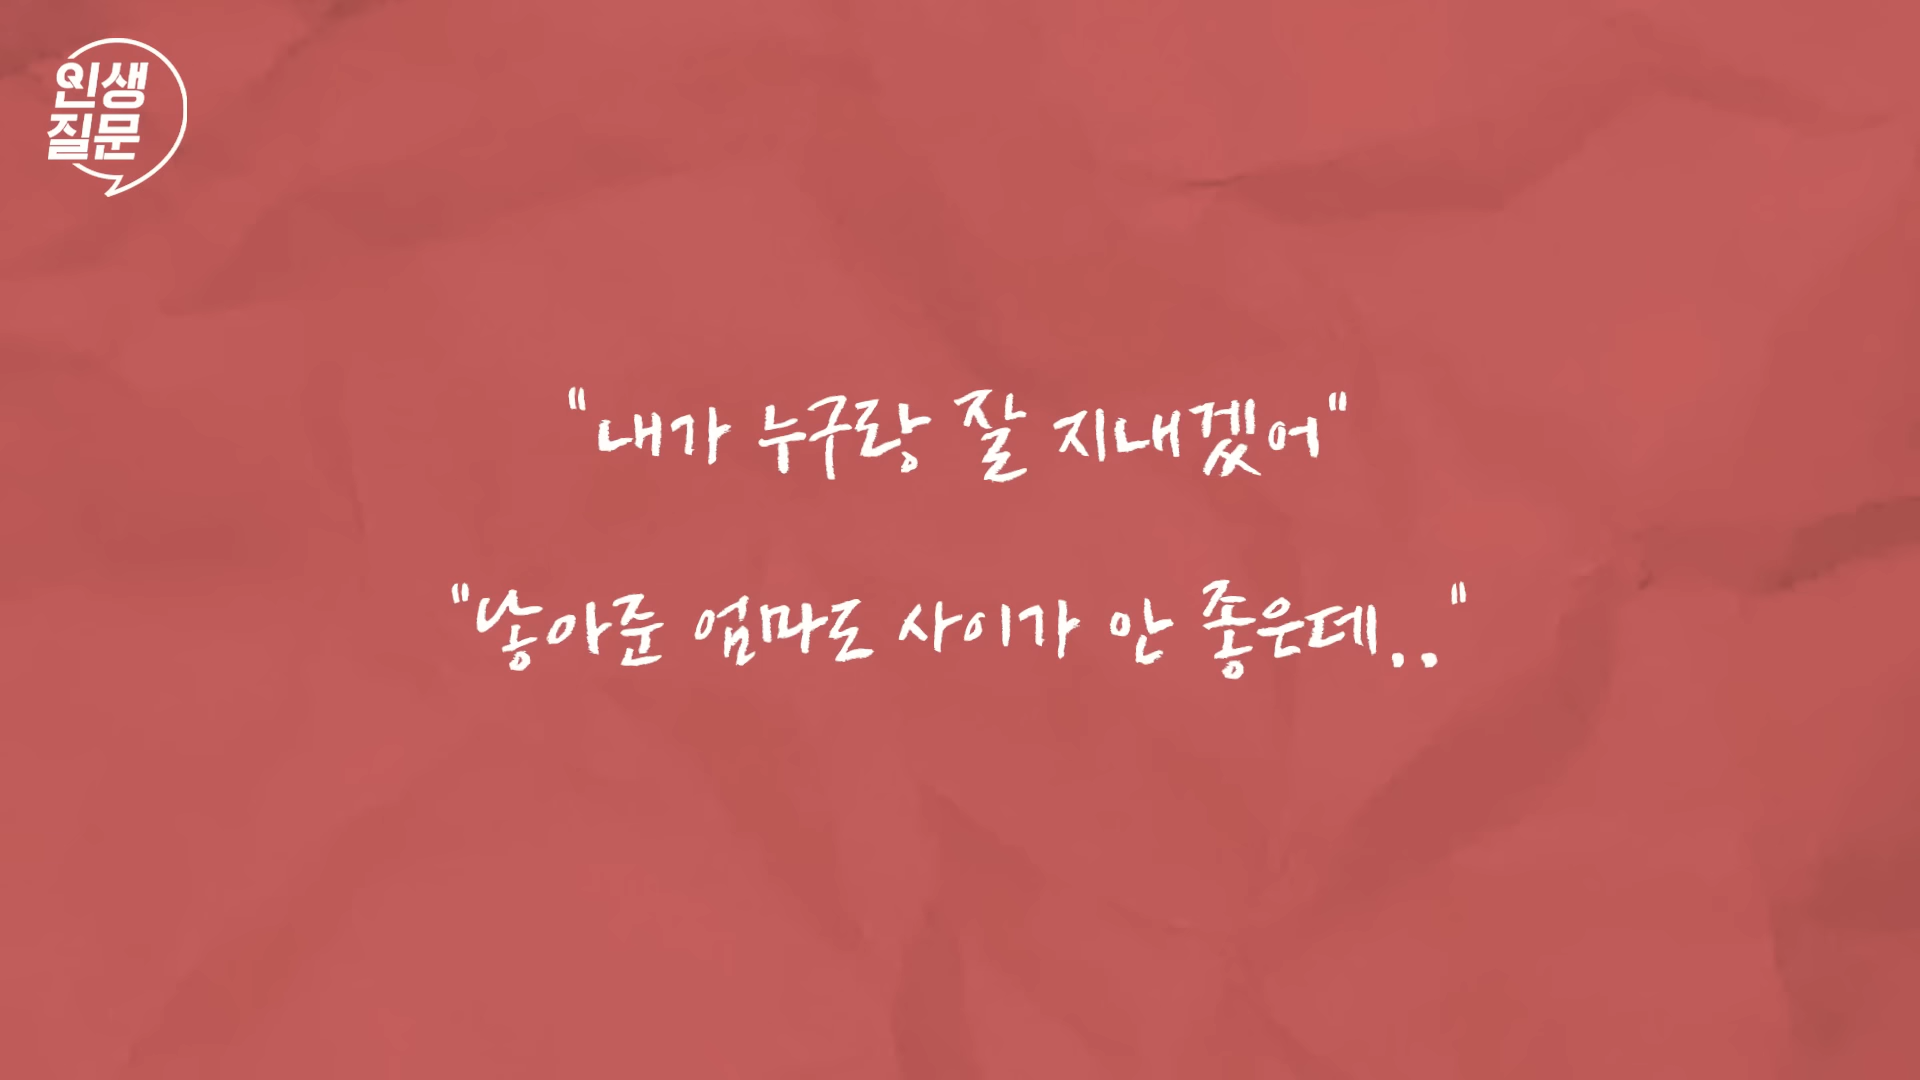 인생
질문
"내가 누구랑 잘 지내겠어"
"낳아준 엄마도 사이가 안 좋은데.."